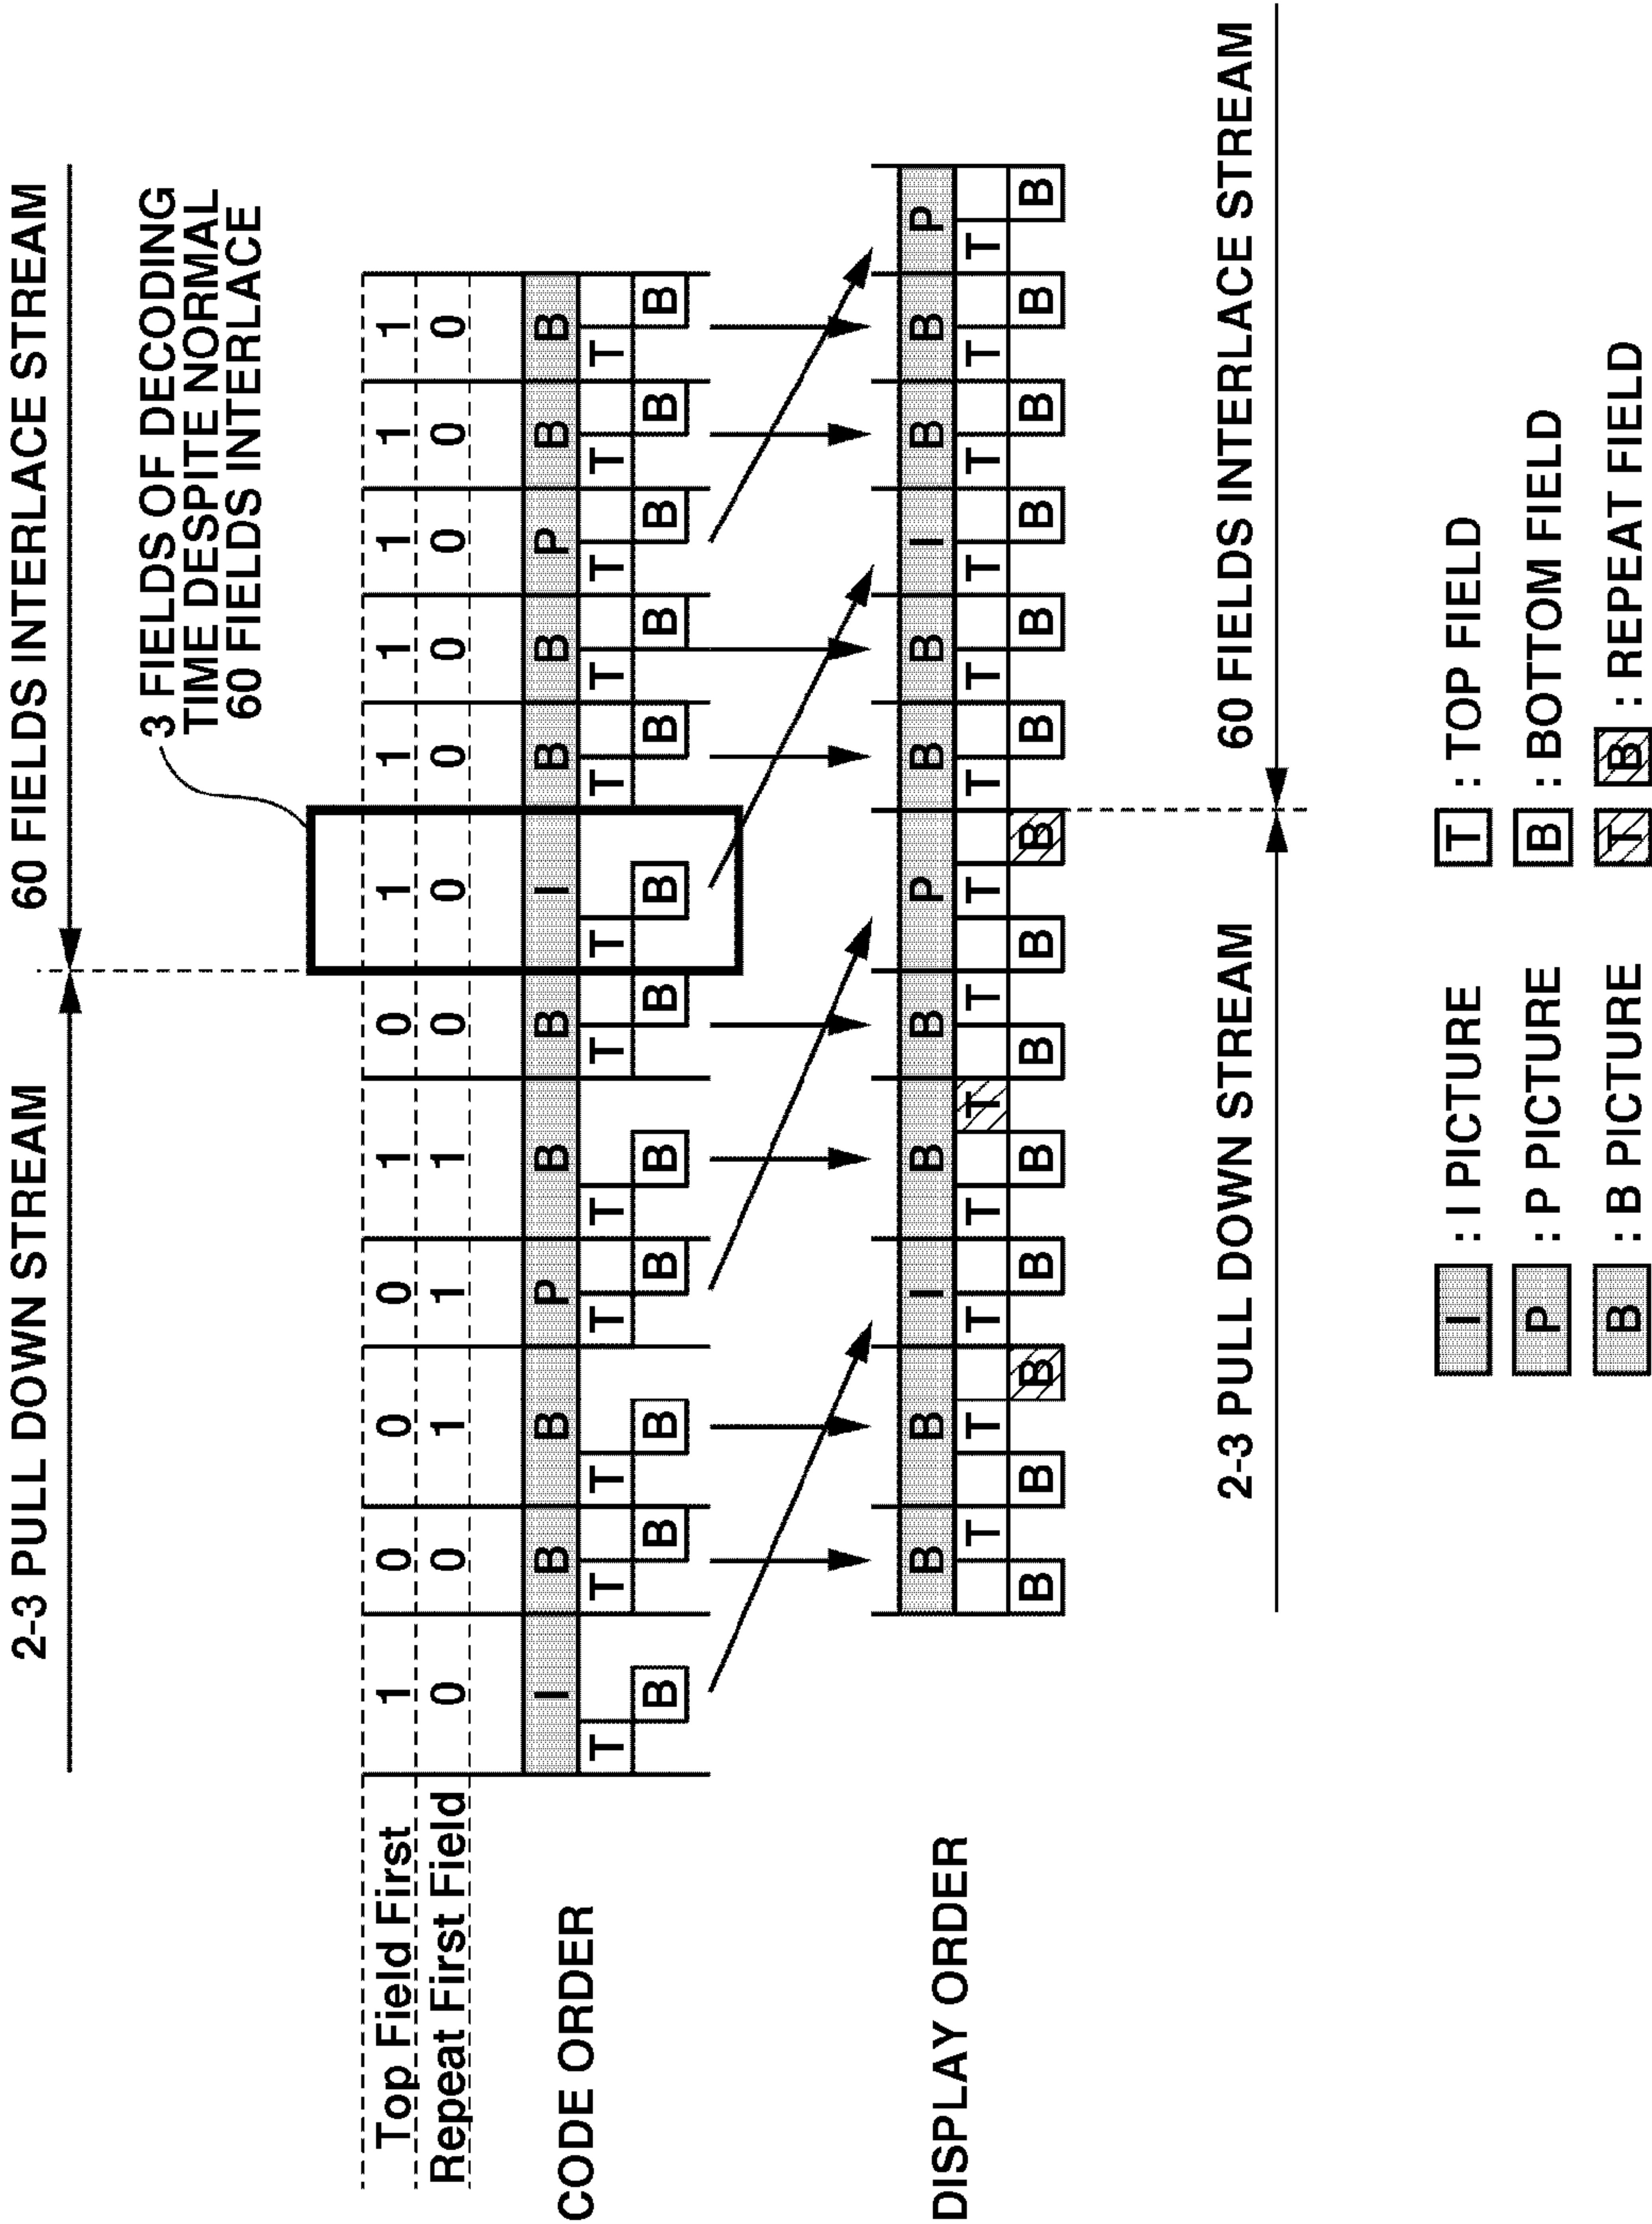 2-3 PULL DOWN STREAM 60 FIELDS INTERLACE STREAM
3 FIELDS OF DECODING
TIME DESPITE NORMAL
60 FIELDS INTERLACE
Top Field First 1 0 0 0 1 0 1 1 1 1 1 1
Repeat First Field 0 0 1 1 1 0 0 0 0 0 0 0
CODE ORDER I B B P B B I B B P B B
T T T T T T T T T T T T
B B B B B B B B B B B B
DISPLAY ORDER B B I B B P B B I B B P
T T T T T T T T T T T T T
B B B B B B B B B B B B B B
2-3 PULL DOWN STREAM 60 FIELDS INTERLACE STREAM
I : I PICTURE T : TOP FIELD
P : P PICTURE B : BOTTOM FIELD
B : B PICTURE T B : REPEAT FIELD